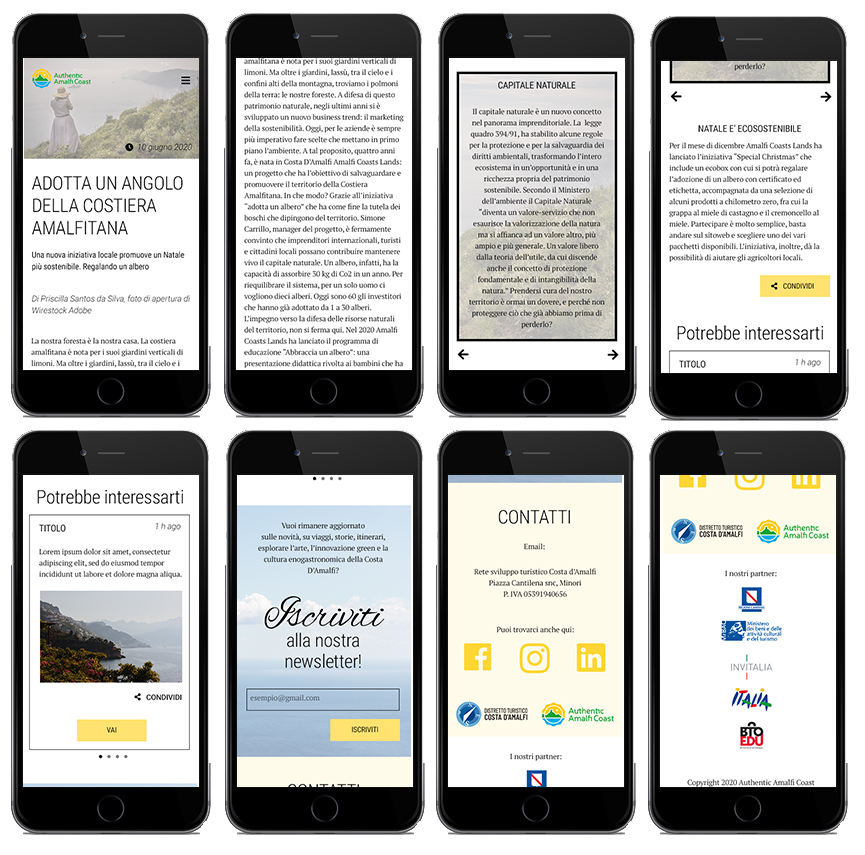 Authentic
Amalfi Coast
10 giugno 2020
ADOTTA UN ANGOLO
DELLA COSTIERA
AMALFITANA
Una nuova iniziativa locale promuove un Natale
più sostenibile. Regalando un albero
Di Priscilla Santos da Silva, foto di apertura di
Wirestock Adobe
La nostra foresta è la nostra casa. La costiera
amalfitana è nota per i suoi giardini verticali di
limoni. Ma oltre i giardini, lassù, tra il cielo e i
amalfitana è nota per i suoi giardini verticali di
limoni. Ma oltre i giardini, lassù, tra il cielo e i
confini alti della montagna, troviamo i polmoni
della terra: le nostre foreste. A difesa di questo
patrimonio naturale, negli ultimi anni si è
sviluppato un nuovo business trend: il marketing
della sostenibilità. Oggi, per le aziende è sempre
più imperativo fare scelte che mettano in primo
piano l'ambiente. A tal proposito, quattro anni
fa, è nata in Costa D'Amalfi Amalfi Coasts Lands:
un progetto che ha l'obiettivo di salvaguardare e
promuovere il territorio della Costiera
Amalfitana. In che modo? Grazie all'iniziativa
"adotta un albero" che ha come fine la tutela dei
boschi che dipingono del territorio. Simone
Carrillo, manager del progetto, è fermamente
convinto che imprenditori internazionali, turisti
e cittadini locali possano contribuire mantenere
vivo il capitale naturale. Un albero, infatti, ha la
capacità di assorbire 30 kg di Co2 in un anno. Per
riequilibrare il sistema, per un solo uomo ci
vogliono dieci alberi. Oggi sono 60 gli investitori
che hanno già adottato da 1 a 30 alberi.
L'impegno verso la difesa delle risorse naturali
del territorio, non si ferma qui. Nel 2020 Amalfi
Coasts Lands ha lanciato il programma di
educazione "Abbraccia un albero": una
presentazione didattica rivolta ai bambini che ha
CAPITALE NATURALE
Il capitale naturale è un nuovo concetto
nel panorama imprenditoriale. La legge
quadro 394/91, ha stabilito alcune regole
per la protezione e per la salvaguardia dei
diritti ambientali, trasformando l'intero
ecosistema in un'opportunità e in una
ricchezza propria del patrimonio
sostenibile. Secondo il Ministero
dell'ambiente il Capitale Naturale
"diventa un valore-servizio che non
esaurisce la valorizzazione della natura
ma si affianca ad un valore altro, più
ampio e più generale. Un valore libero
dalla teoria dell'utile, da cui discende
anche il concetto di protezione
fondamentale e di intangibilità della
natura." Prendersi cura del nostro
territorio è ormai un dovere, e perché non
proteggere ciò che già abbiamo prima di
perderlo?
perderlo?
NATALE E' ECOSOSTENIBILE
Per il mese di dicembre Amalfi Coasts Lands ha
lanciato l'iniziativa "Special Christmas" che
include un ecobox con cui si potrà regalare
l'adozione di un albero con certificato ed
etichetta, accompagnata da una selezione di
alcuni prodotti a chilometro zero, fra cui la
grappa al miele di castagno e il cremoncello al
miele. Partecipare è molto semplice, basta
andare sul sitoweb e scegliere uno dei vari
pacchetti disponibili. L'iniziativa, inoltre, dà la
possibilità di aiutare gli agricoltori locali.
CONDIVIDI
Potrebbe interessarti
TITOLO 1 h ago
Potrebbe interessarti
TITOLO 1 h ago
Lorem ipsum dolor sit amet, consectetur
adipiscing elit, sed do eiusmod tempor
incididunt ut labore et dolore magna aliqua.
CONDIVIDI
VAI
Vuoi rimanere aggiornato
sulle novità, su viaggi, storie, itinerari,
esplorare l'arte, l'innovazione green e la
cultura enogastronomica della Costa
D'Amalfi?
Iscriviti
alla nostra
newsletter!
esempio@gmail.com
ISCRIVITI
CONTATTI
CONTATTI
Email:
Rete sviluppo turistico Costa d'Amalfi
Piazza Cantilena snc, Minori
P. IVA 05391940656
Puoi trovarci anche qui:
DISTRETTO TURISTICO
COSTA D'AMALFI
Authentic
Amalfi Coast
I nostri partner:
DISTRETTO TURISTICO
COSTA D'AMALFI
Authentic
Amalfi Coast
I nostri partner:
Ministero
dei beni e delle
attività culturali
e del turismo
INVITALIA
ITALIA
BTO
EDU
Copyright 2020 Authentic Amalfi Coast